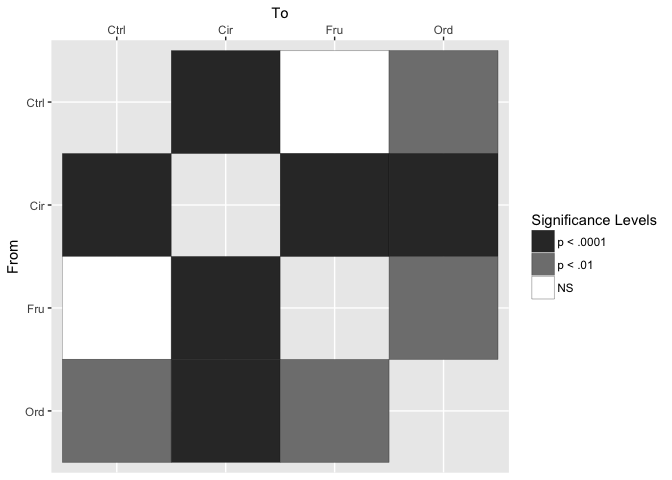 To
Ctrl Cir Fru Ord
From
Ctrl
Cir
Fru
Ord
Significance Levels
p < .0001
p < .01
NS